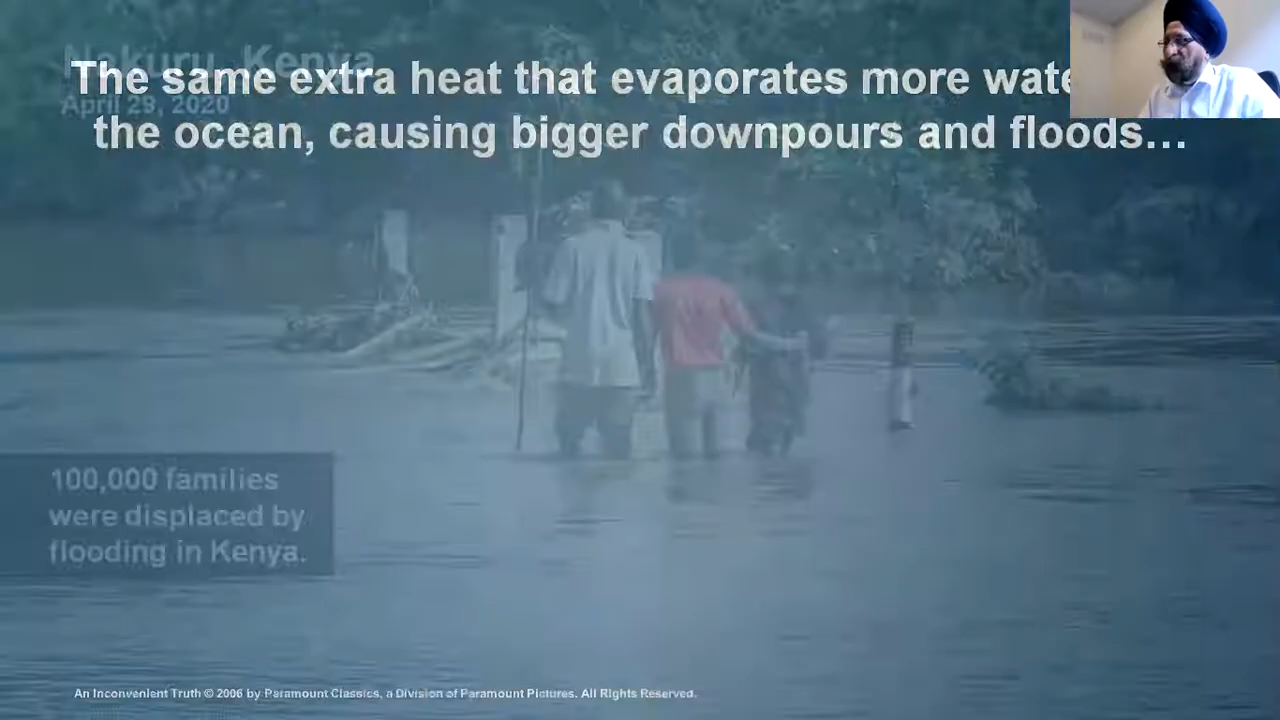 Nakuru, Kenya
April 29, 2020
The same extra heat that evaporates more wate
the ocean, causing bigger downpours and floods…
100,000 families
were displaced by
flooding in Kenya.
An Inconvenient Truth © 2006 by Paramount Classics, a Division of Paramount Pictures. All Rights Reserved.